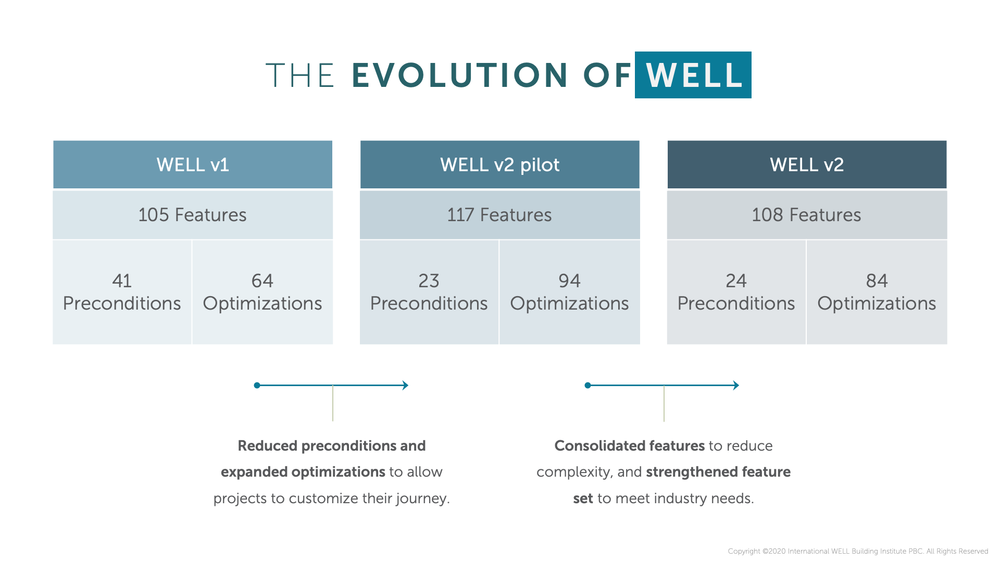 THE EVOLUTION OF WELL
WELL v1
105 Features
41
Preconditions
64
Optimizations
WELL v2 pilot
117 Features
23
Preconditions
94
Optimizations
WELL v2
108 Features
24
Preconditions
84
Optimizations
Reduced preconditions and
expanded optimizations to allow
projects to customize their journey.
Consolidated features to reduce
complexity, and strengthened feature
set to meet industry needs.
Copyright ©2020 International WELL Building Institute PBC. All Rights Reserved